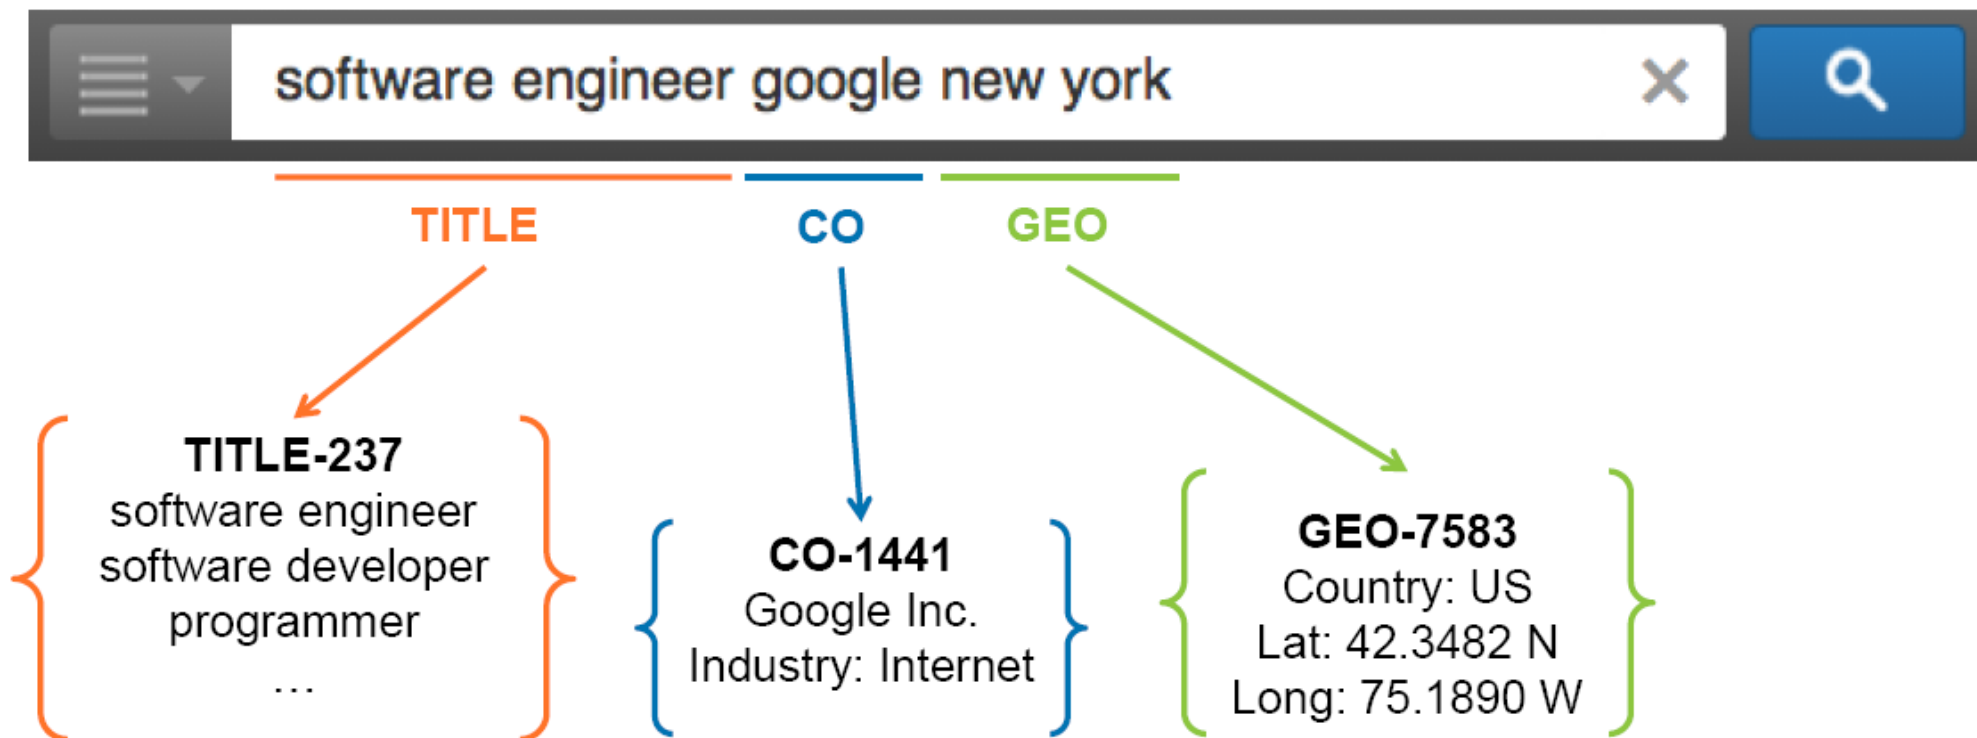 software engineer google new york
TITLE
CO
GEO
TITLE-237
software engineer
software developer
programmer
...
CO-1441
Google Inc.
Industry: Internet
GEO-7583
Country: US
Lat: 42.3482 N
Long: 75.1890 W